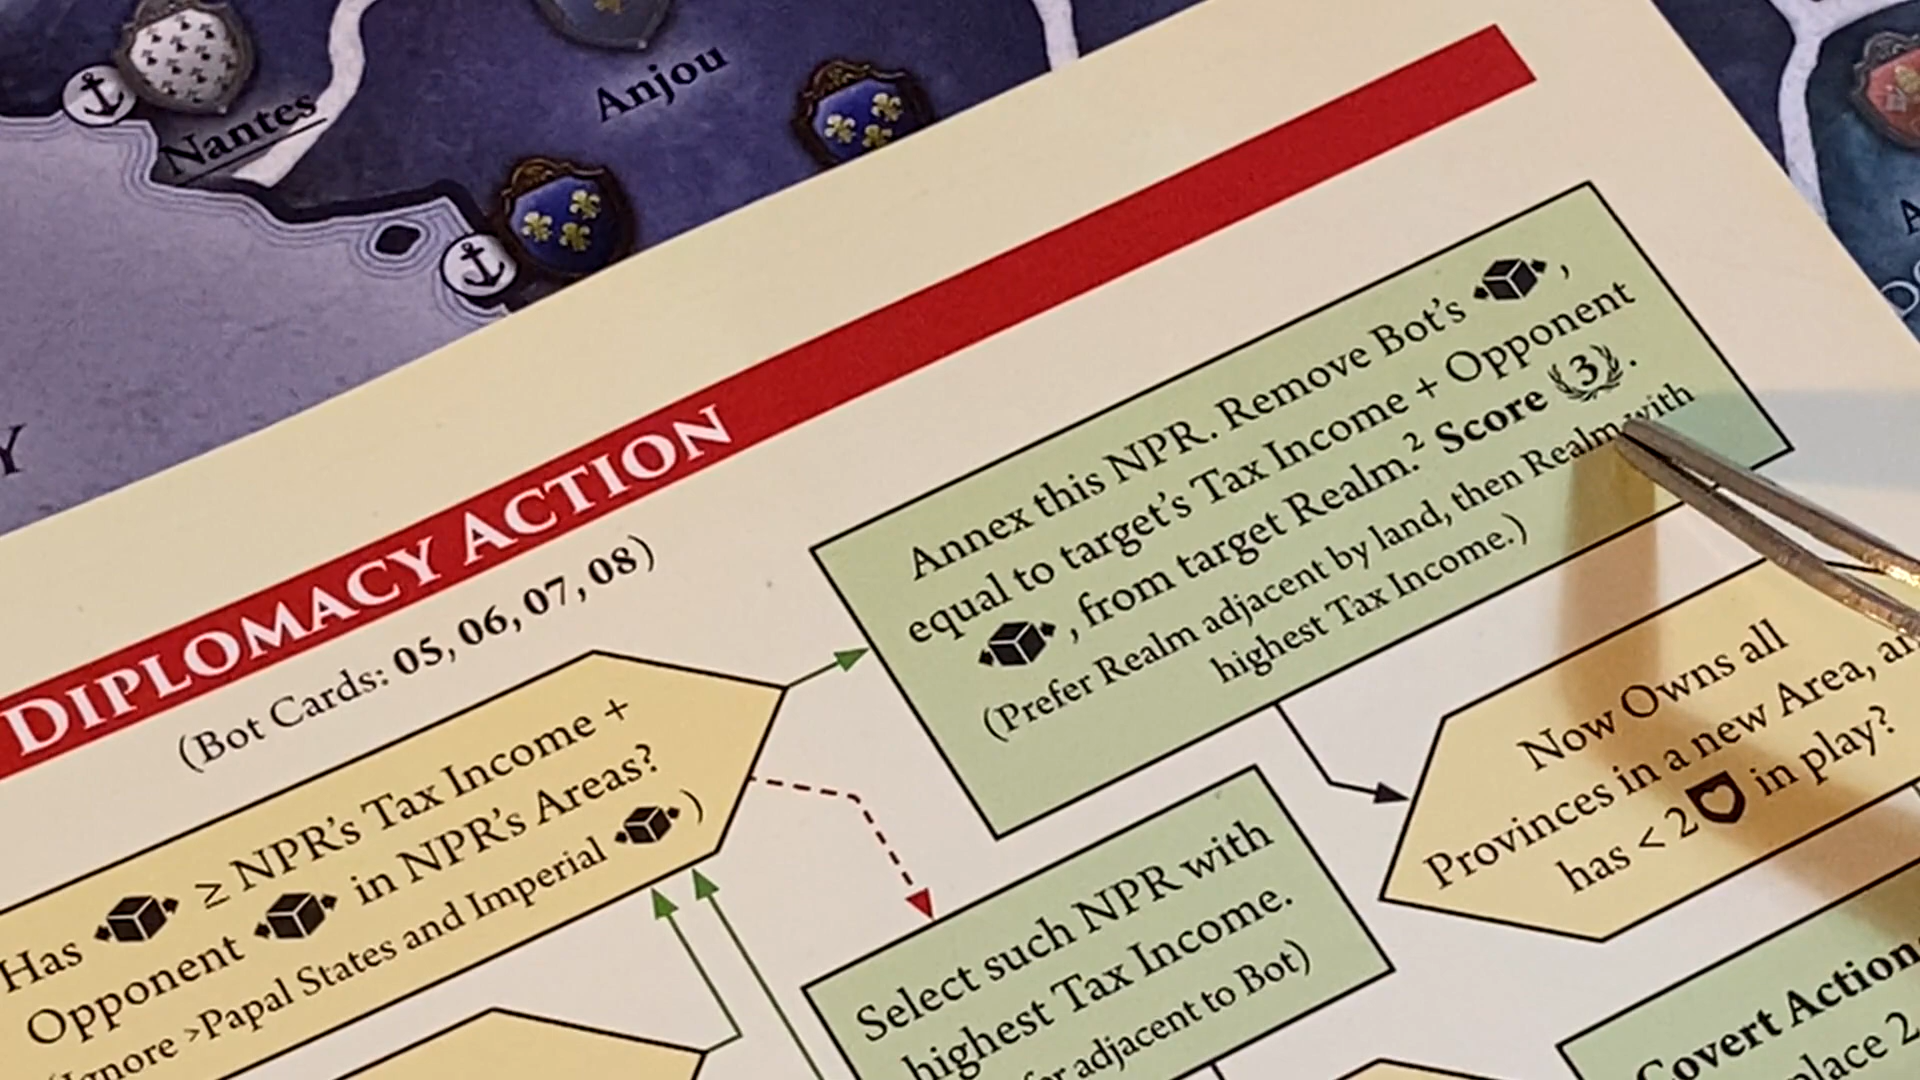 Anjou
Nantes
DIPLOMACY ACTION
(Bot Cards: 05, 06, 07, 08)
Annex this NPR. Remove Bot's ,
equal to target's Tax Income + Opponent
, from target Realm.² Score 3.
(Prefer Realm adjacent by land, then Realm with
highest Tax Income.)
Has ≥ NPR's Tax Income +
Opponent in NPR's Areas?
(Ignore >Papal States and Imperial )
Now Owns all
Provinces in a new Area,
has < 2 in play?
Select such NPR with
highest Tax Income.
adjacent to Bot)
Covert Action
place 2